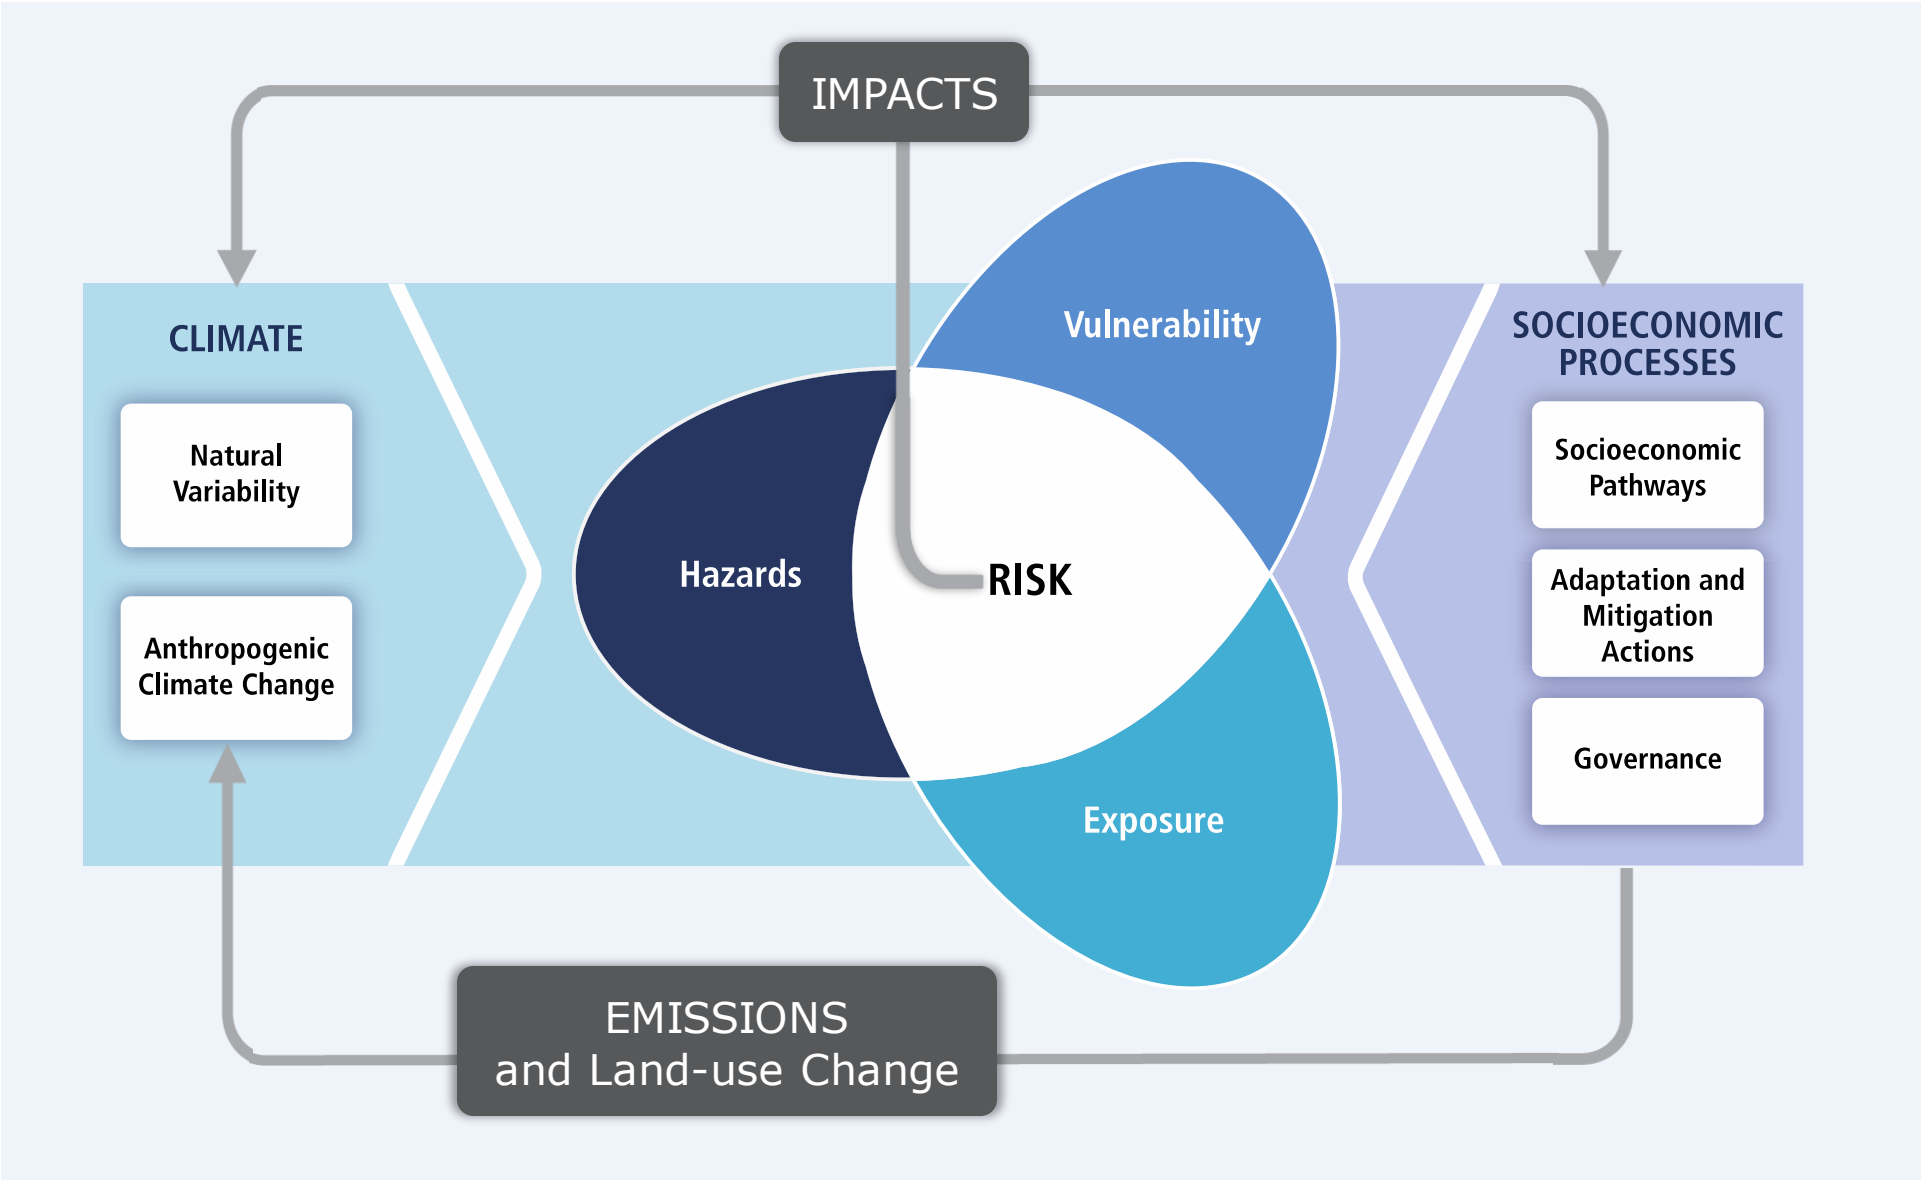 IMPACTS
CLIMATE
Natural
Variability
Anthropogenic
Climate Change
Vulnerability
Hazards
RISK
Exposure
SOCIOECONOMIC
PROCESSES
Socioeconomic
Pathways
Adaptation and
Mitigation
Actions
Governance
EMISSIONS
and Land-use Change